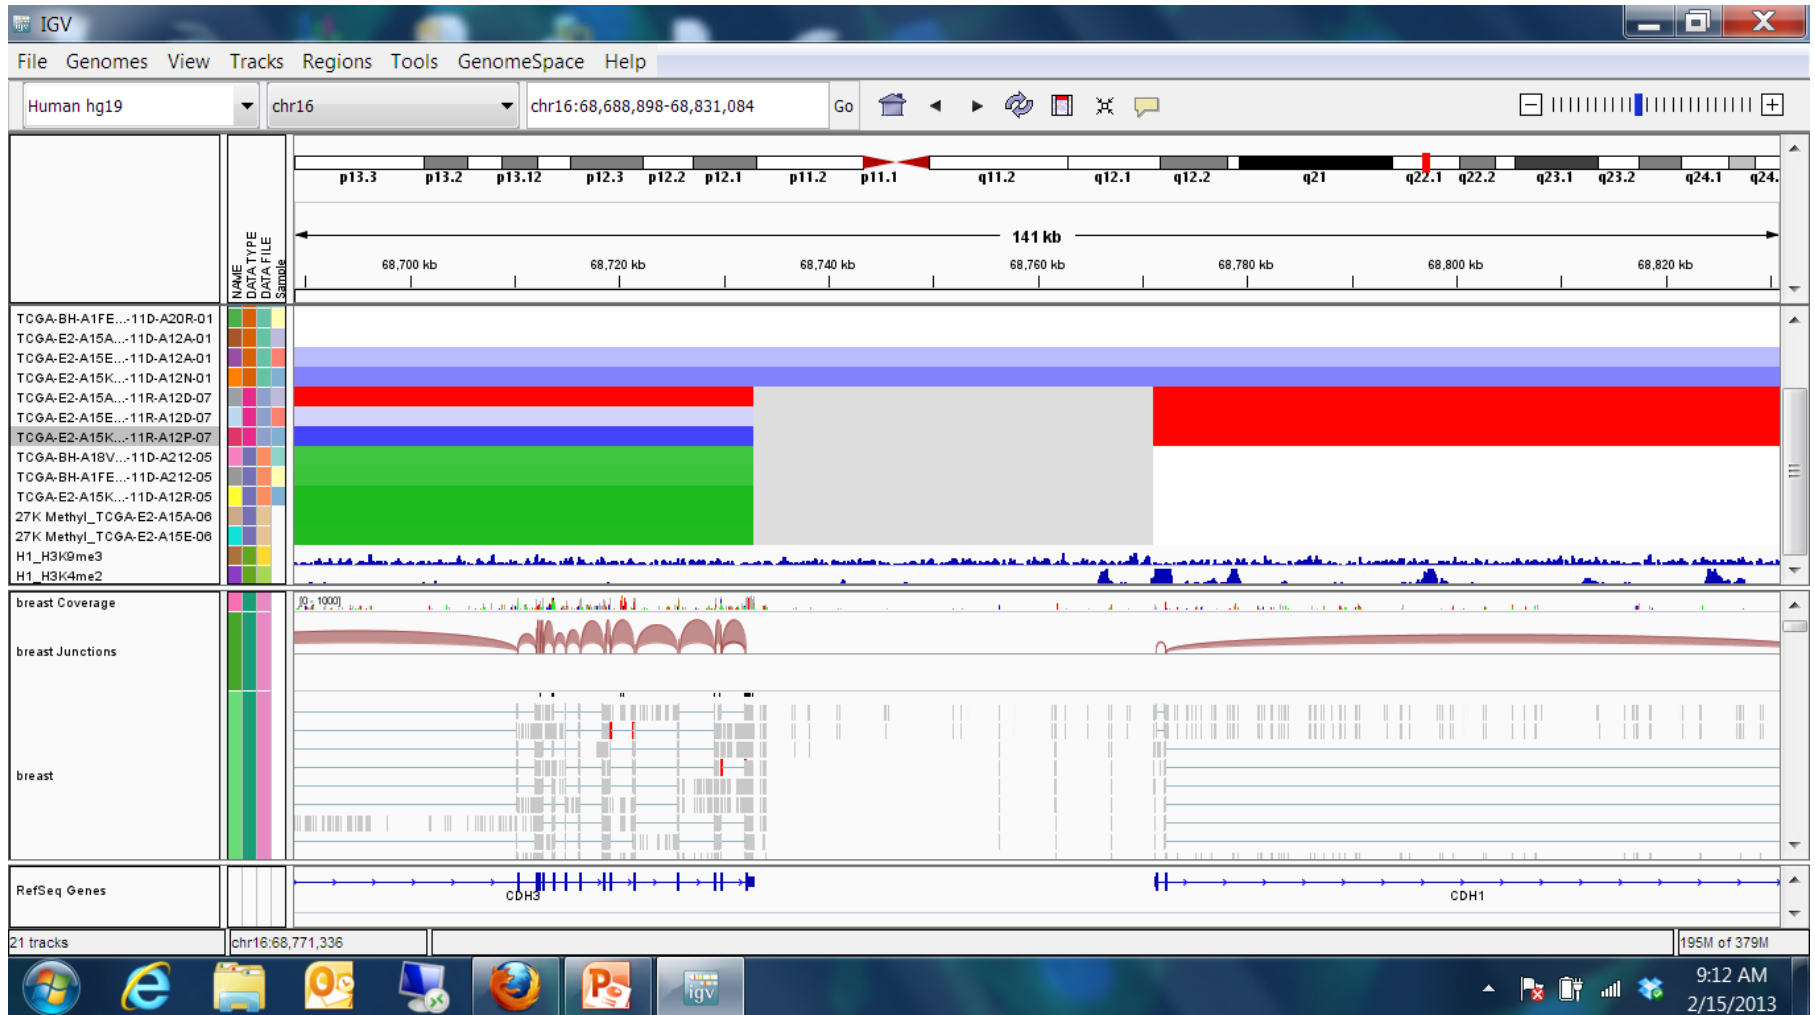 IGV
File Genomes View Tracks Regions Tools GenomeSpace Help
Human hg19 chr16 chr16:68,688,898-68,831,084 Go
p13.3 p13.2 p13.12 p12.3 p12.2 p12.1 p11.2 p11.1 q11.2 q12.1 q12.2 q21 q22.1 q22.2 q23.1 q23.2 q24.1 q24.
NAME
DATA TYPE
DATA FILE
Sample
141 kb
68,700 kb 68,720 kb 68,740 kb 68,760 kb 68,780 kb 68,800 kb 68,820 kb
TCGA-BH-A1FE...-11D-A20R-01
TCGA-E2-A15A...-11D-A12A-01
TCGA-E2-A15E...-11D-A12A-01
TCGA-E2-A15K...-11D-A12N-01
TCGA-E2-A15A...-11R-A12D-07
TCGA-E2-A15E...-11R-A12D-07
TCGA-E2-A15K...-11R-A12P-07
TCGA-BH-A18V...-11D-A212-05
TCGA-BH-A1FE...-11D-A212-05
TCGA-E2-A15K...-11D-A12R-05
27K Methyl_TCGA-E2-A15A-06
27K Methyl_TCGA-E2-A15E-06
H1_H3K9me3
H1_H3K4me2
breast Coverage [0 - 1000]
breast Junctions
breast
RefSeq Genes
CDH3 CDH1
21 tracks chr16:68,771,336 195M of 379M
igv
9:12 AM
2/15/2013